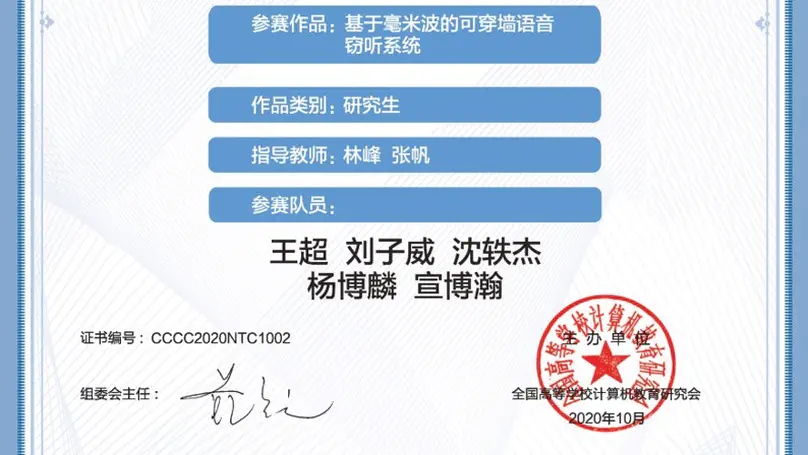 参赛作品：基于毫米波的可穿墙语音
窃听系统
作品类别：研究生
指导教师：林峰 张帆
参赛队员：
王超 刘子威 沈轶杰
杨博麟 宣博瀚
证书编号：CCCC2020NTC1002
主办单位
组委会主任：
全国高等学校计算机教育研究会
全国高等学校计算机教育研究会
2020年10月